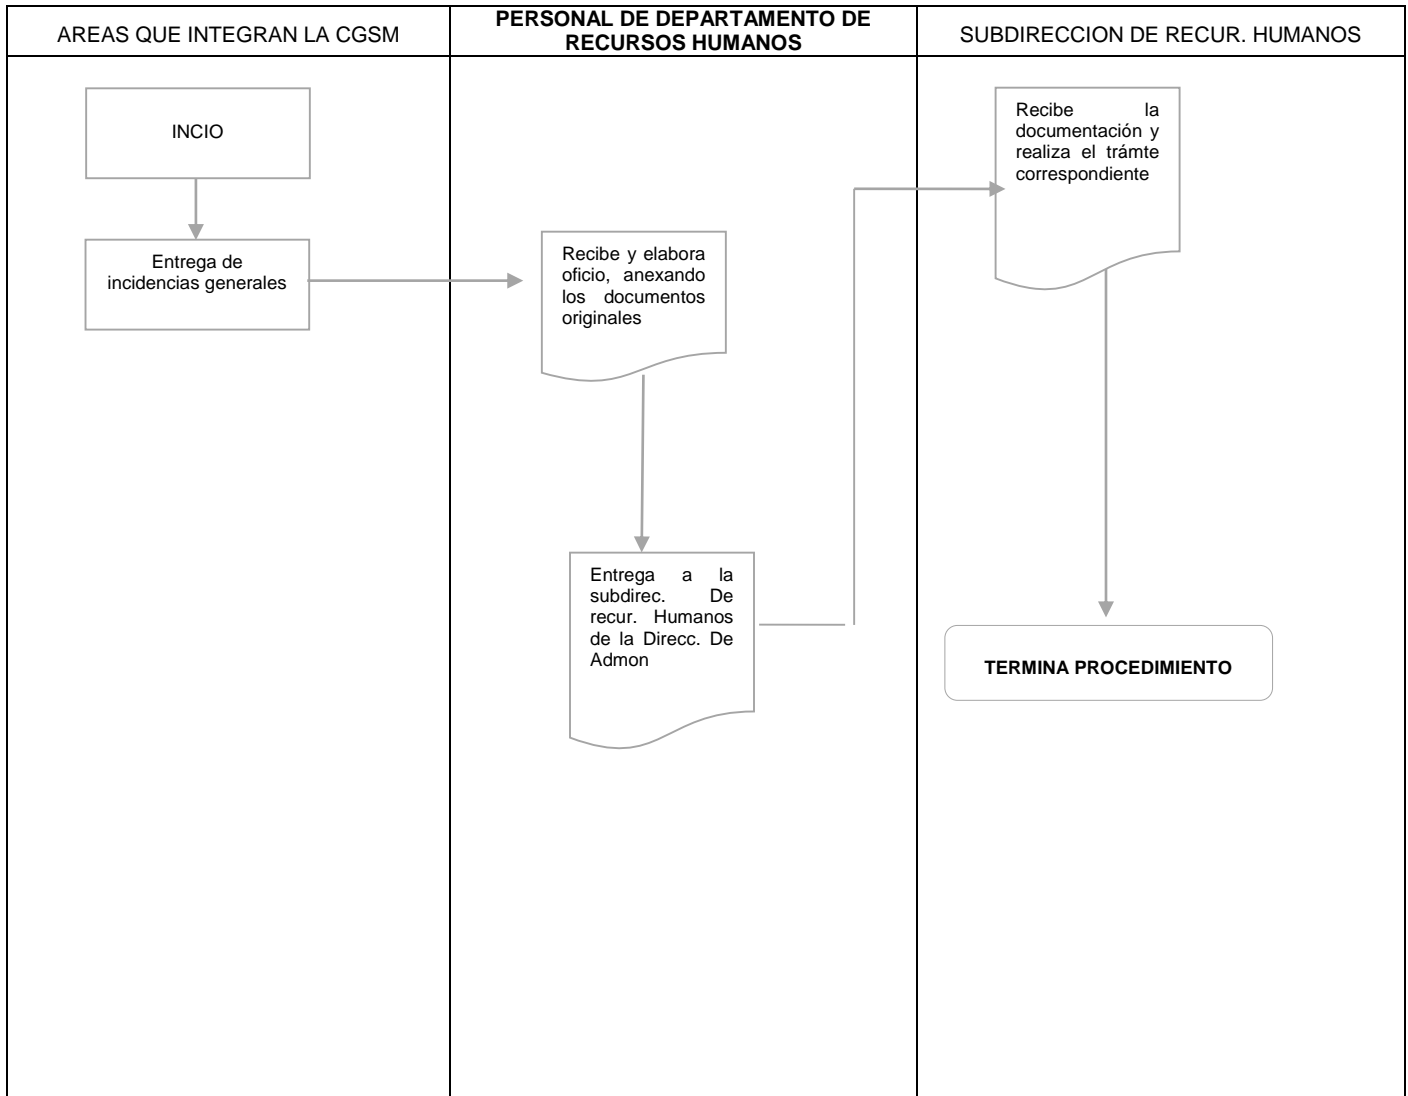 AREAS QUE INTEGRAN LA CGSM
PERSONAL DE DEPARTAMENTO DE
RECURSOS HUMANOS
SUBDIRECCION DE RECUR. HUMANOS
INCIO
Entrega de
incidencias generales
Recibe y elabora
oficio, anexando
los documentos
originales
Entrega a la
subdirec. De
recur. Humanos
de la Direcc. De
Admon
Recibe la
documentación y
realiza el trámte
correspondiente
TERMINA PROCEDIMIENTO